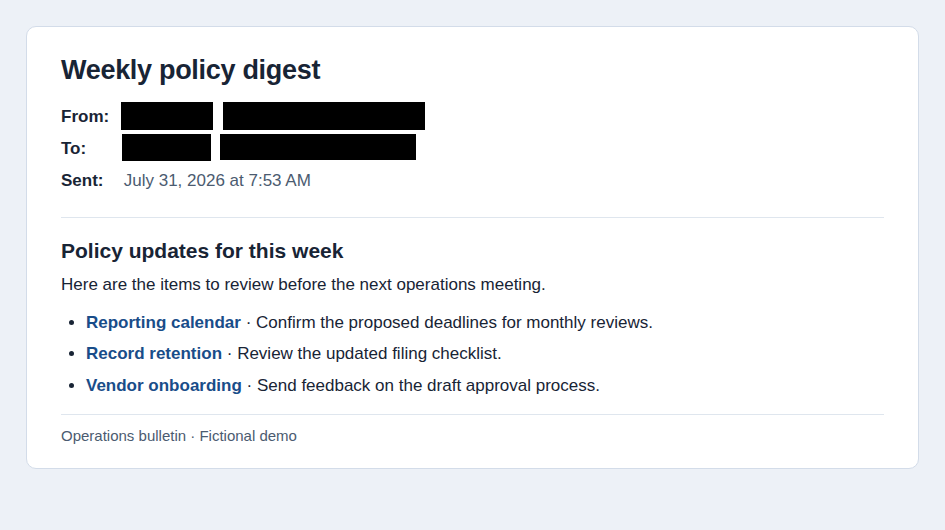 Weekly policy digest
From:
To:
Sent: July 31, 2026 at 7:53 AM
Policy updates for this week
Here are the items to review before the next operations meeting.
• Reporting calendar · Confirm the proposed deadlines for monthly reviews.
• Record retention · Review the updated filing checklist.
• Vendor onboarding · Send feedback on the draft approval process.
Operations bulletin · Fictional demo